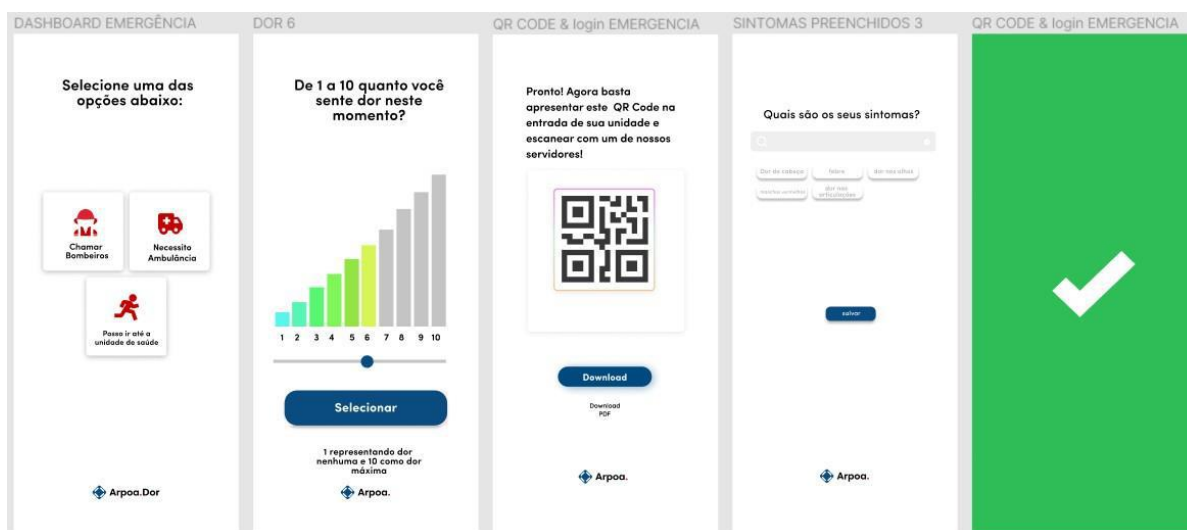 DASHBOARD EMERGÊNCIA
Selecione uma das
opções abaixo:
Chamar
Bombeiros
Necessito
Ambulância
Posso ir até a
unidade de saúde
Arpoa.Dor
DOR 6
De 1 a 10 quanto você
sente dor neste
momento?
1 2 3 4 5 6 7 8 9 10
Selecionar
1 representando dor
nenhuma e 10 como dor
máxima
Arpoa.
QR CODE & login EMERGENCIA
Pronto! Agora basta
apresentar este QR Code na
entrada de sua unidade e
escanear com um de nossos
servidores!
Download
Download
PDF
Arpoa.
SINTOMAS PREENCHIDOS 3
Quais são os seus sintomas?
Dor de cabeça
febre
dor nos olhos
manchas vermelhas
dor nas
articulações
salvar
Arpoa.
QR CODE & login EMERGENCIA